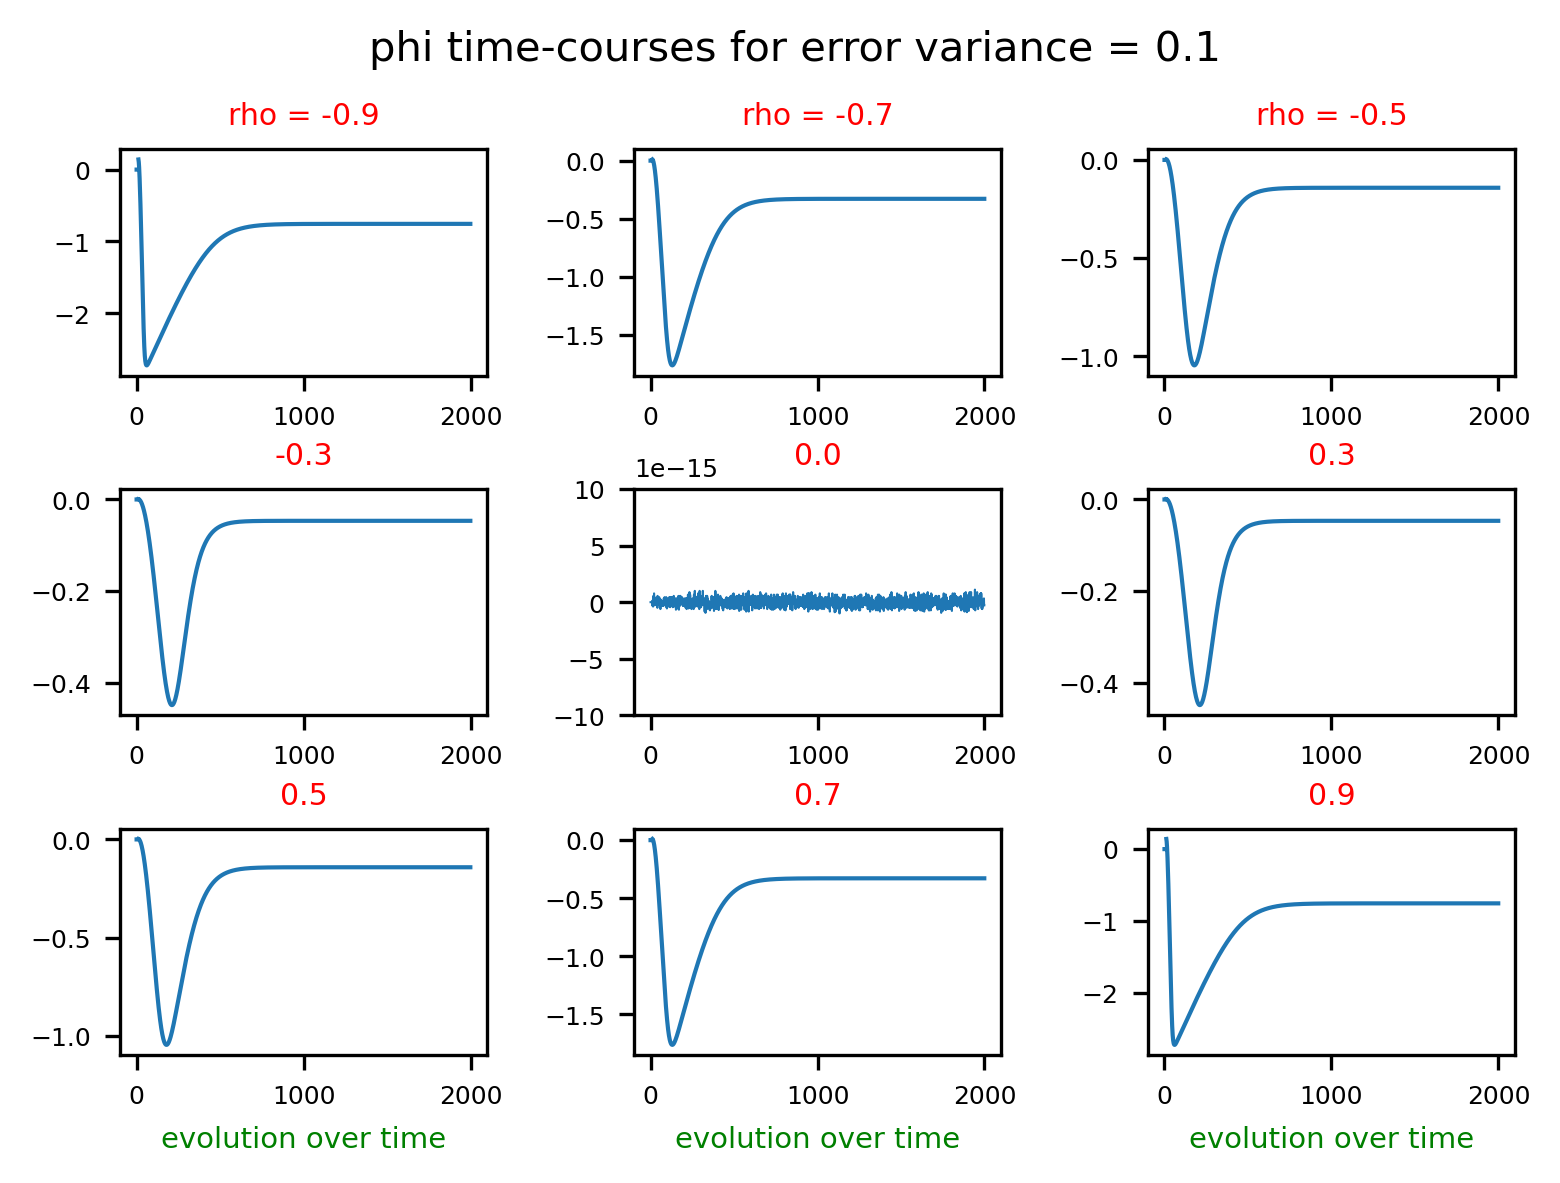 phi time-courses for error variance = 0.1
rho = -0.9 rho = -0.7 rho = -0.5
0 0.0 0.0
−1 −0.5 −0.5
−2 −1.0 −1.0
−1.5
0 1000 2000 0 1000 2000 0 1000 2000
-0.3 0.0 0.3
1e−15
0.0 10 0.0
−0.2 5 −0.2
−0.4 0 −0.4
−5
−10
0 1000 2000 0 1000 2000 0 1000 2000
0.5 0.7 0.9
0.0 0.0 0
−0.5 −0.5 −1
−1.0 −1.0 −2
−1.5
0 1000 2000 0 1000 2000 0 1000 2000
evolution over time evolution over time evolution over time